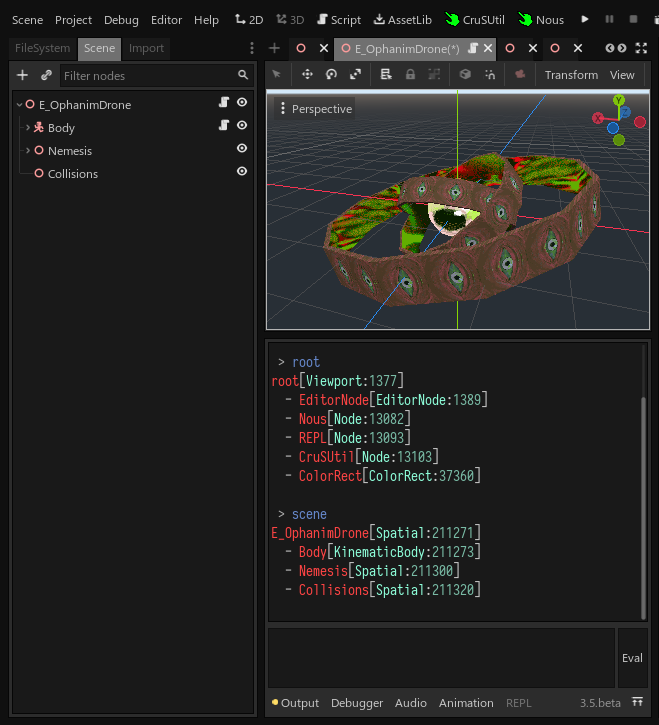 Scene Project Debug Editor Help 2D 3D Script AssetLib CruSUtil Nous
FileSystem Scene Import
E_OphanimDrone(*)
Filter nodes
Transform View
E_OphanimDrone
Body
Nemesis
Collisions
Perspective
Y
X
Z
> root
root[Viewport:1377]
- EditorNode[EditorNode:1389]
- Nous[Node:13082]
- REPL[Node:13093]
- CruSUtil[Node:13103]
- ColorRect[ColorRect:37360]
> scene
E_OphanimDrone[Spatial:211271]
- Body[KinematicBody:211273]
- Nemesis[Spatial:211300]
- Collisions[Spatial:211320]
Eval
Output Debugger Audio Animation REPL 3.5.beta